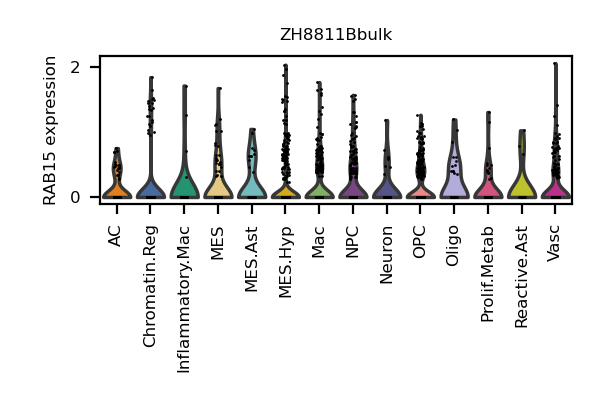 ZH8811Bbulk
RAB15 expression
2
0
AC
Chromatin.Reg
Inflammatory.Mac
MES
MES.Ast
MES.Hyp
Mac
NPC
Neuron
OPC
Oligo
Prolif.Metab
Reactive.Ast
Vasc